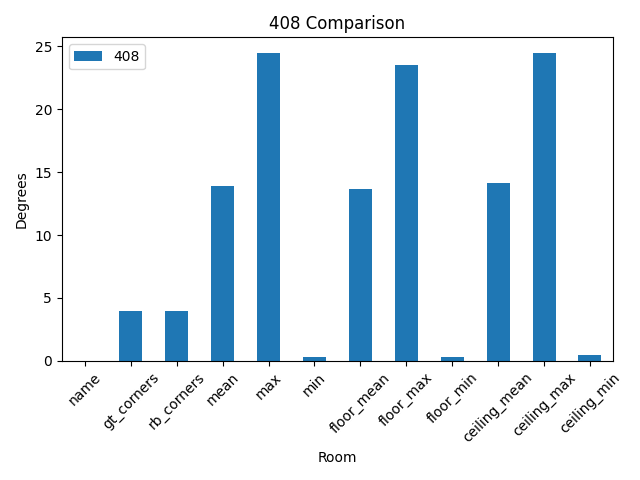 408 Comparison
408
25
20
15
10
5
0
Degrees
name
gt_corners
rb_corners
mean
max
min
floor_mean
floor_max
floor_min
ceiling_mean
ceiling_max
ceiling_min
Room